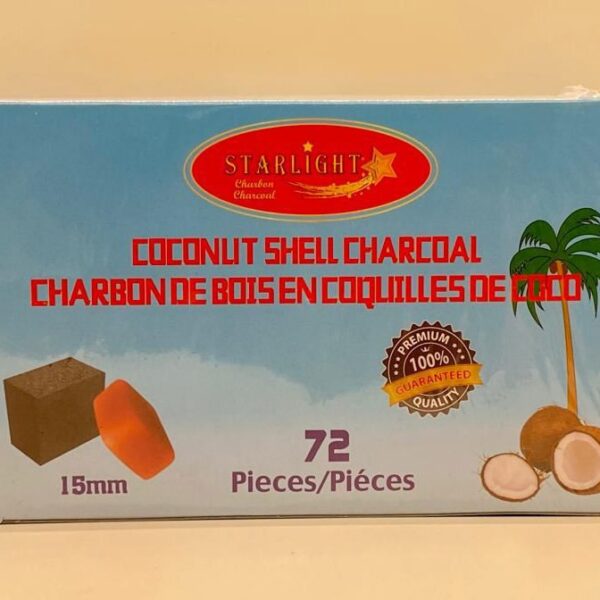 STARLIGHT
Charbon
Charcoal
COCONUT SHELL CHARCOAL
CHARBON DE BOIS EN COQUILLES DE COCO
PREMIUM
100%
GUARANTEED
QUALITY
72
15mm
Pieces/Piéces